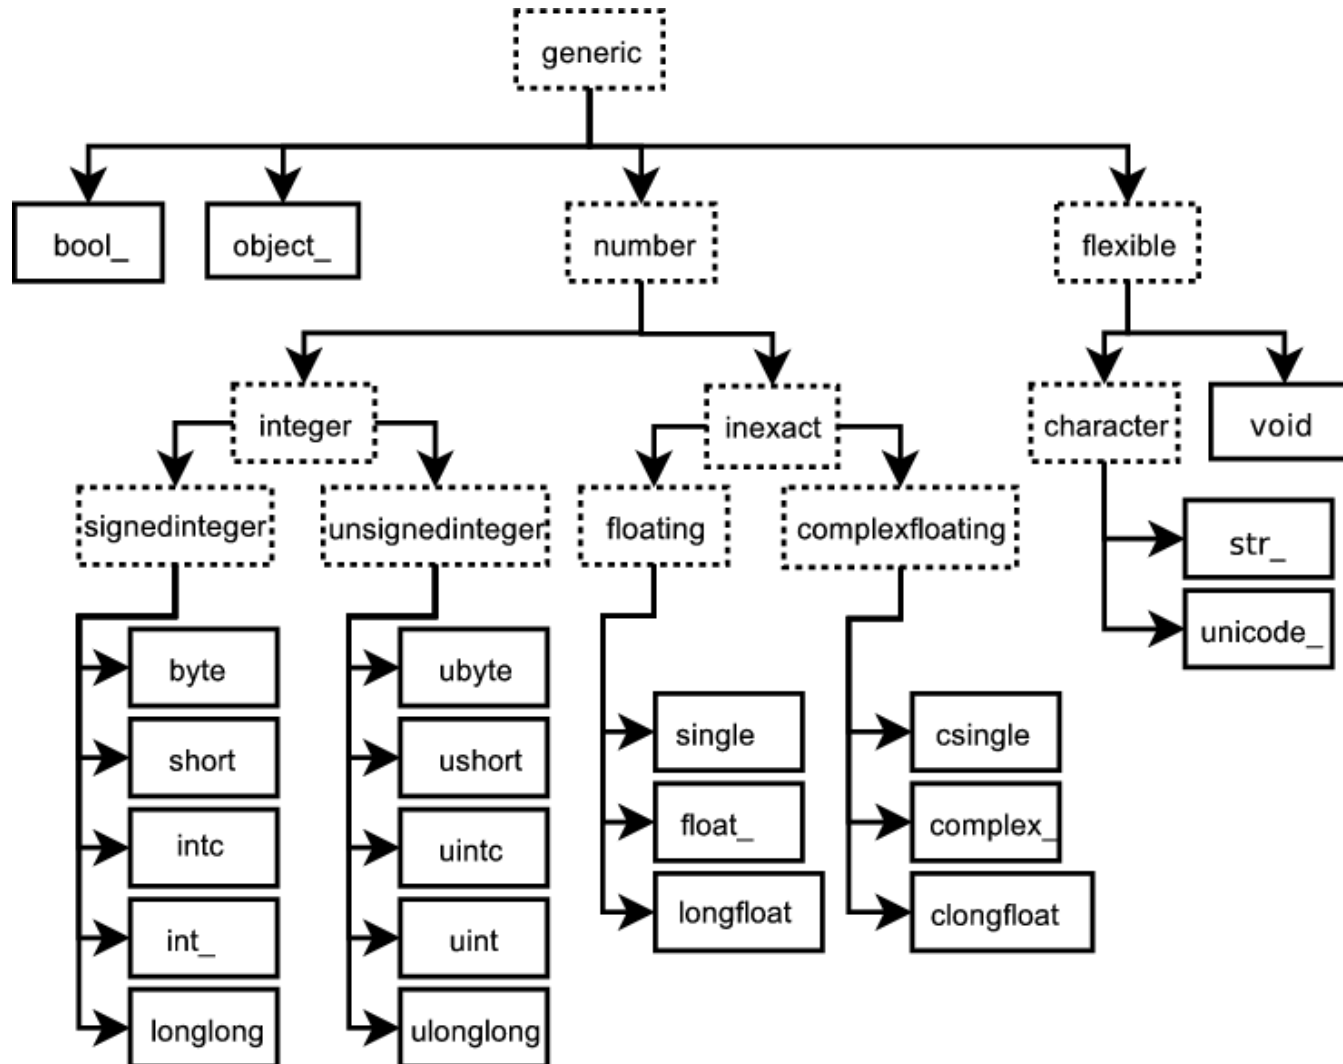 generic
bool_
object_
number
flexible
integer
inexact
character
void
signedinteger
unsignedinteger
floating
complexfloating
str_
unicode_
byte
ubyte
short
ushort
single
csingle
intc
uintc
float_
complex_
int_
uint
longfloat
clongfloat
longlong
ulonglong